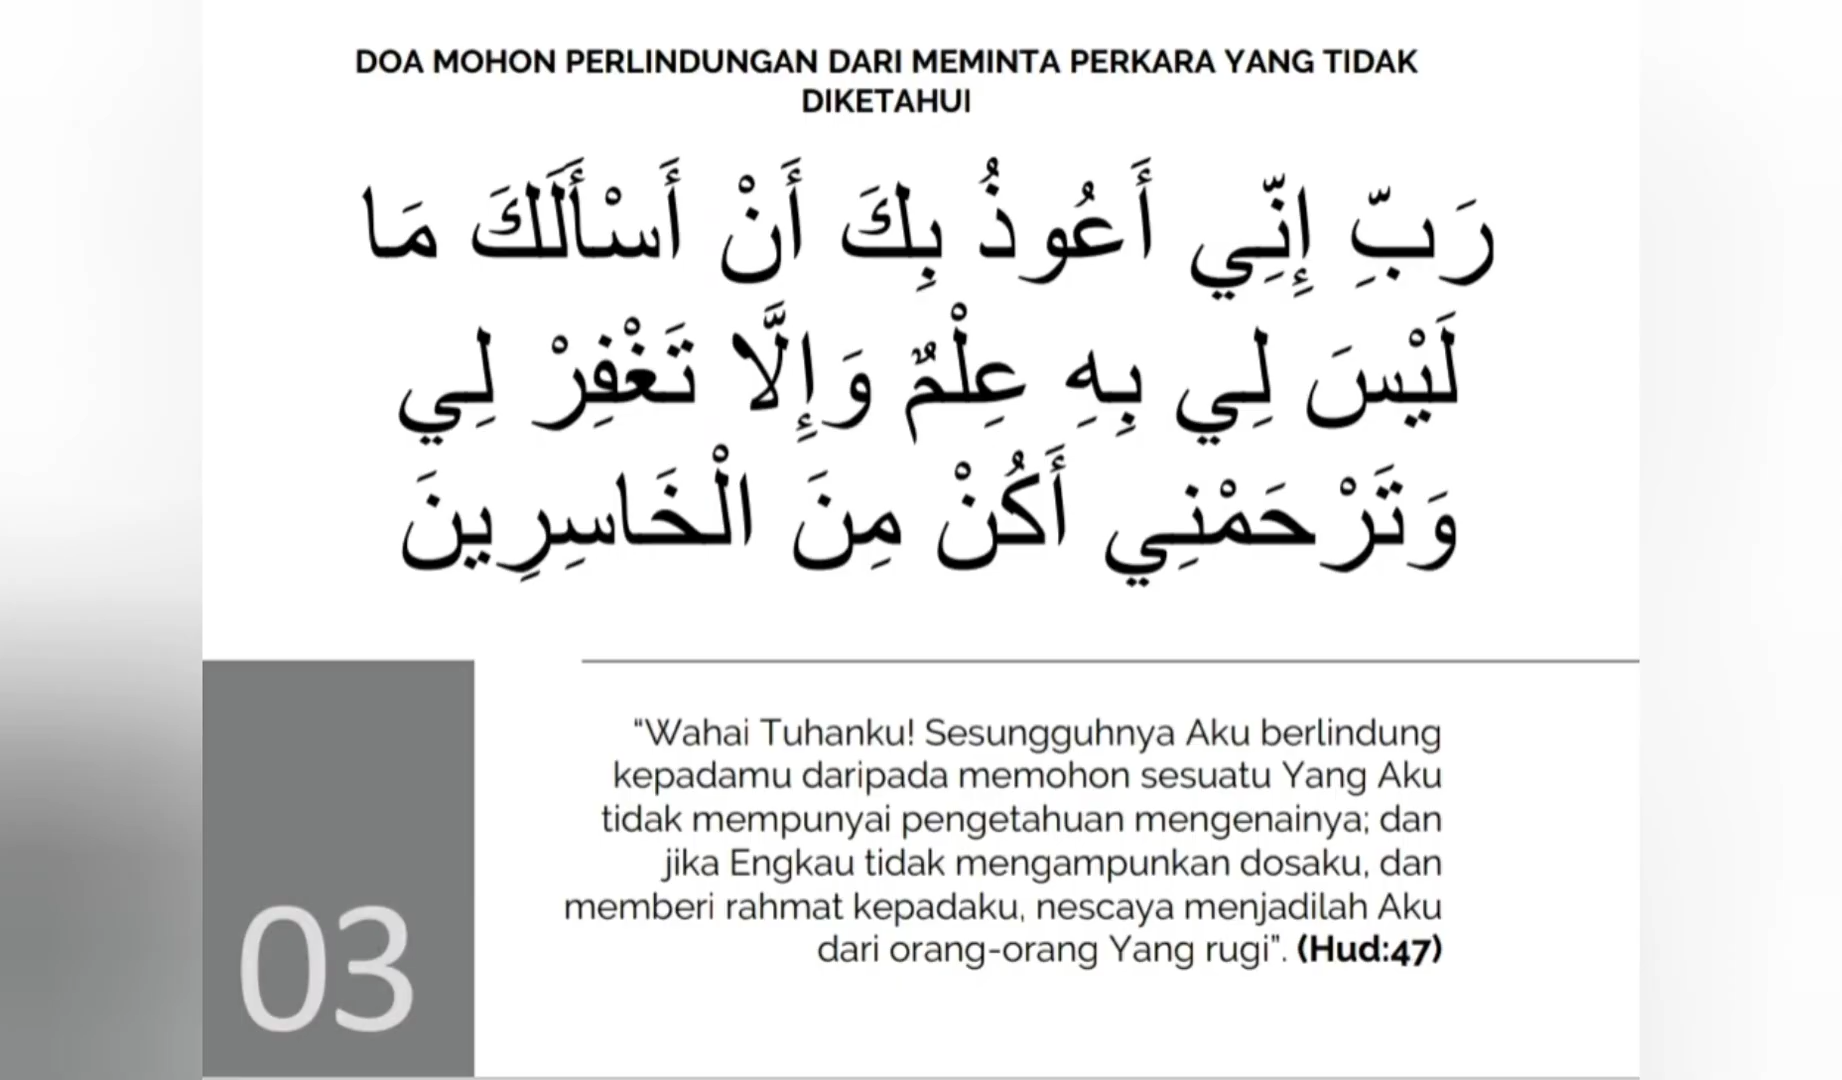 DOA MOHON PERLINDUNGAN DARI MEMINTA PERKARA YANG TIDAK
DIKETAHUI
رَبِّ إِنِّي أَعُوذُ بِكَ أَنْ أَسْأَلَكَ مَا
لَيْسَ لِي بِهِ عِلْمٌ وَإِلَّا تَغْفِرْ لِي
وَتَرْحَمْنِي أَكُنْ مِنَ الْخَاسِرِينَ
"Wahai Tuhanku! Sesungguhnya Aku berlindung
kepadamu daripada memohon sesuatu Yang Aku
tidak mempunyai pengetahuan mengenainya; dan
jika Engkau tidak mengampunkan dosaku, dan
memberi rahmat kepadaku, nescaya menjadilah Aku
dari orang-orang Yang rugi". (Hud:47)
03